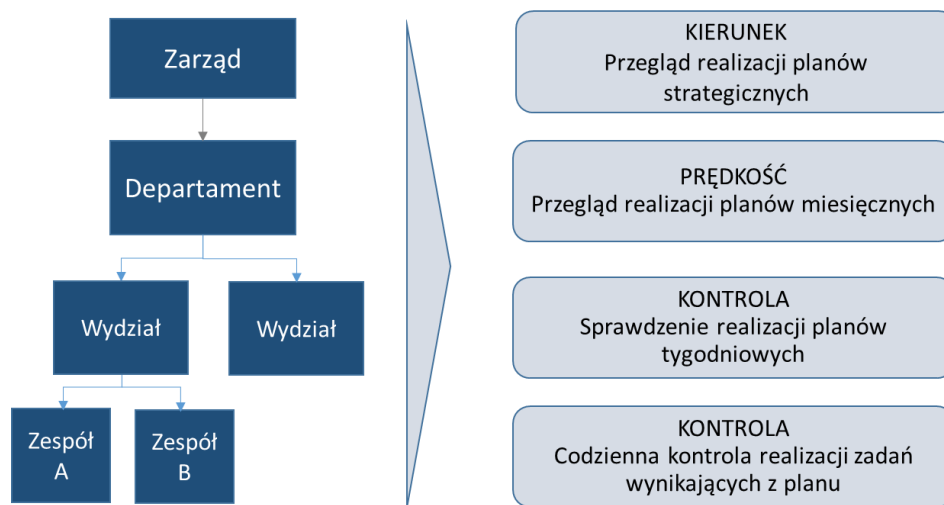 Zarząd
Departament
Wydział
Wydział
Zespół
A
Zespół
B
KIERUNEK
Przegląd realizacji planów
strategicznych
PRĘDKOŚĆ
Przegląd realizacji planów miesięcznych
KONTROLA
Sprawdzenie realizacji planów
tygodniowych
KONTROLA
Codzienna kontrola realizacji zadań
wynikających z planu